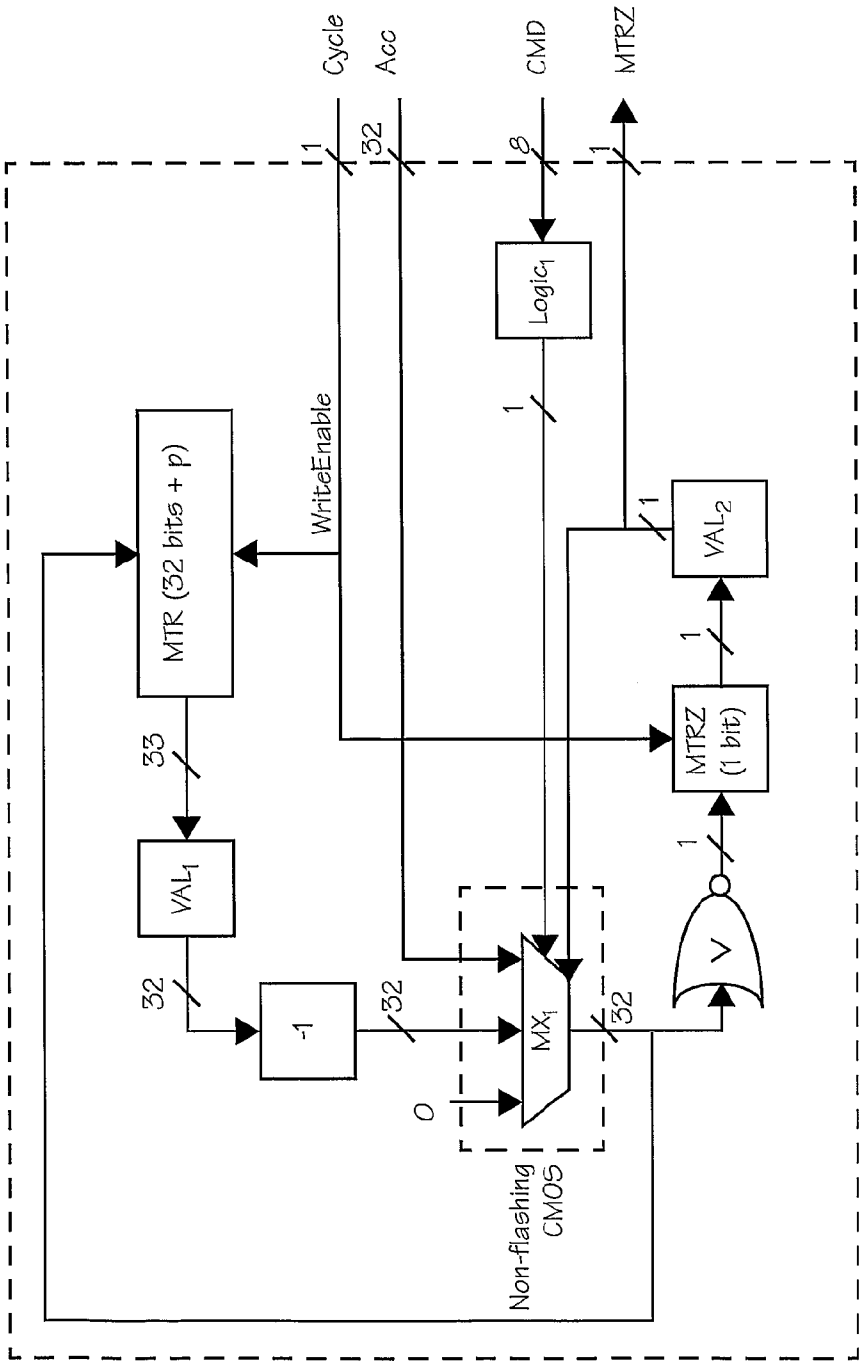 Cycle
1
Acc
32
CMD
8
MTRZ
1
WriteEnable
MTR (32 bits + p)
33
VAL1
32
-1
32
0
MX1
32
Non-flashing
CMOS
Logic1
1
V
1
MTRZ
(1 bit)
1
VAL2
1